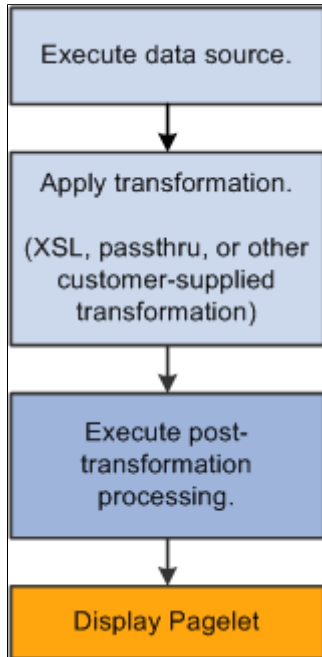 Execute data source.
Apply transformation.
(XSL, passthru, or other
customer-supplied
transformation)
Execute post-
transformation
processing.
Display Pagelet